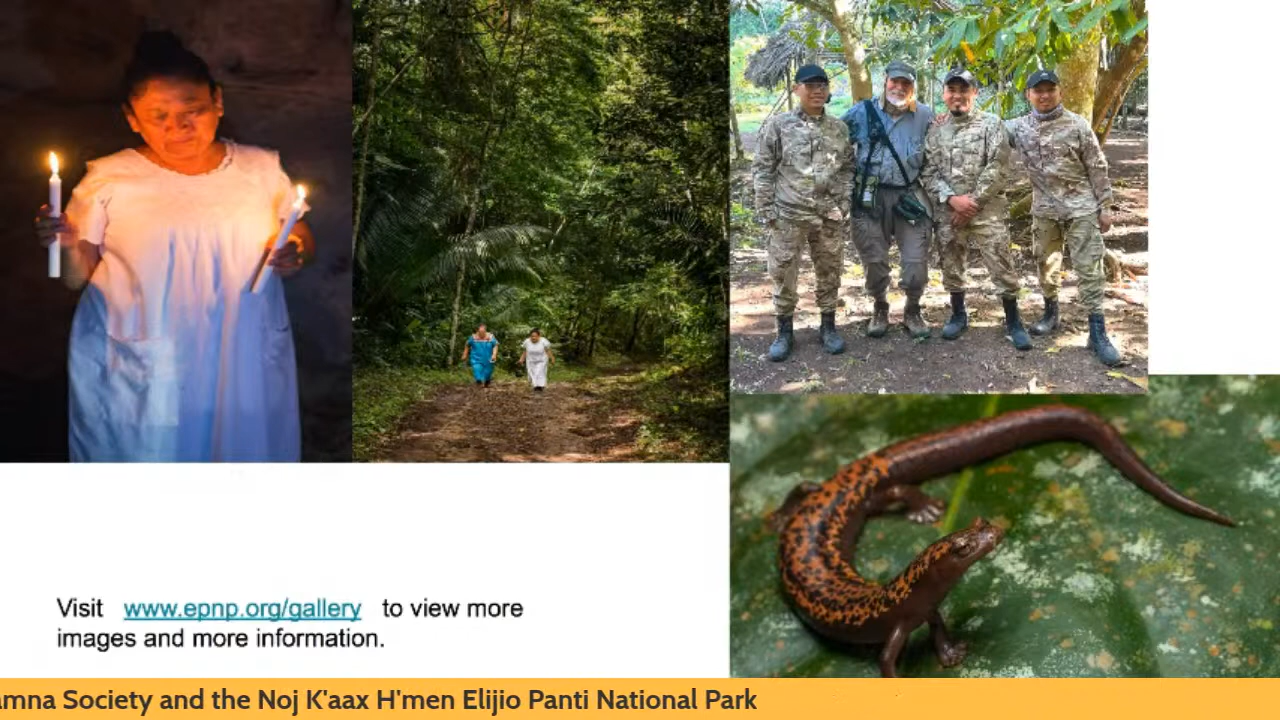 Visit www.epnp.org/gallery to view more
images and more information.
amna Society and the Noj K'aax H'men Elijio Panti National Park